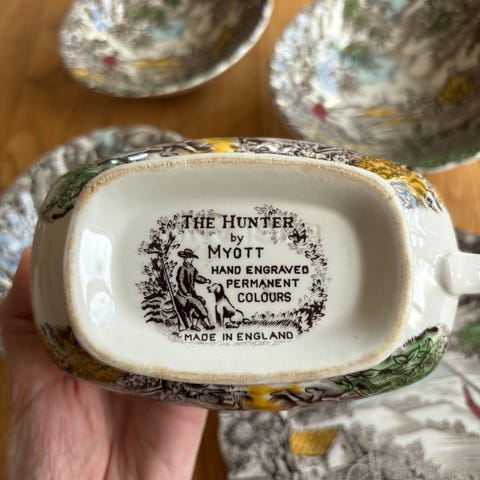 THE HUNTER
by
MYOTT
HAND ENGRAVED
PERMANENT
COLOURS
MADE IN ENGLAND